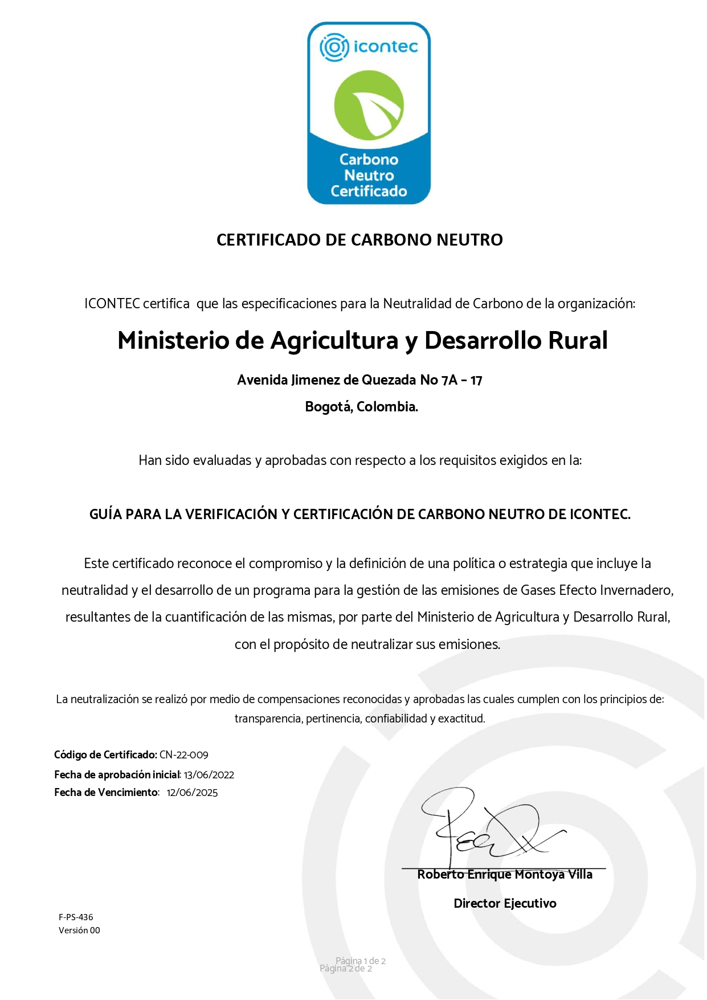 icontec
Carbono
Neutro
Certificado
CERTIFICADO DE CARBONO NEUTRO
ICONTEC certifica que las especificaciones para la Neutralidad de Carbono de la organización:
Ministerio de Agricultura y Desarrollo Rural
Avenida Jimenez de Quezada No 7A – 17
Bogotá, Colombia.
Han sido evaluadas y aprobadas con respecto a los requisitos exigidos en la:
GUÍA PARA LA VERIFICACIÓN Y CERTIFICACIÓN DE CARBONO NEUTRO DE ICONTEC.
Este certificado reconoce el compromiso y la definición de una política o estrategia que incluye la
neutralidad y el desarrollo de un programa para la gestión de las emisiones de Gases Efecto Invernadero,
resultantes de la cuantificación de las mismas, por parte del Ministerio de Agricultura y Desarrollo Rural,
con el propósito de neutralizar sus emisiones.
La neutralización se realizó por medio de compensaciones reconocidas y aprobadas las cuales cumplen con los principios de:
transparencia, pertinencia, confiabilidad y exactitud.
Código de Certificado: CN-22-009
Fecha de aprobación inicial: 13/06/2022
Fecha de Vencimiento: 12/06/2025
Roberto Enrique Montoya Villa
Director Ejecutivo
F-PS-436
Versión 00
Página 1 de 2
Página 2 de 2